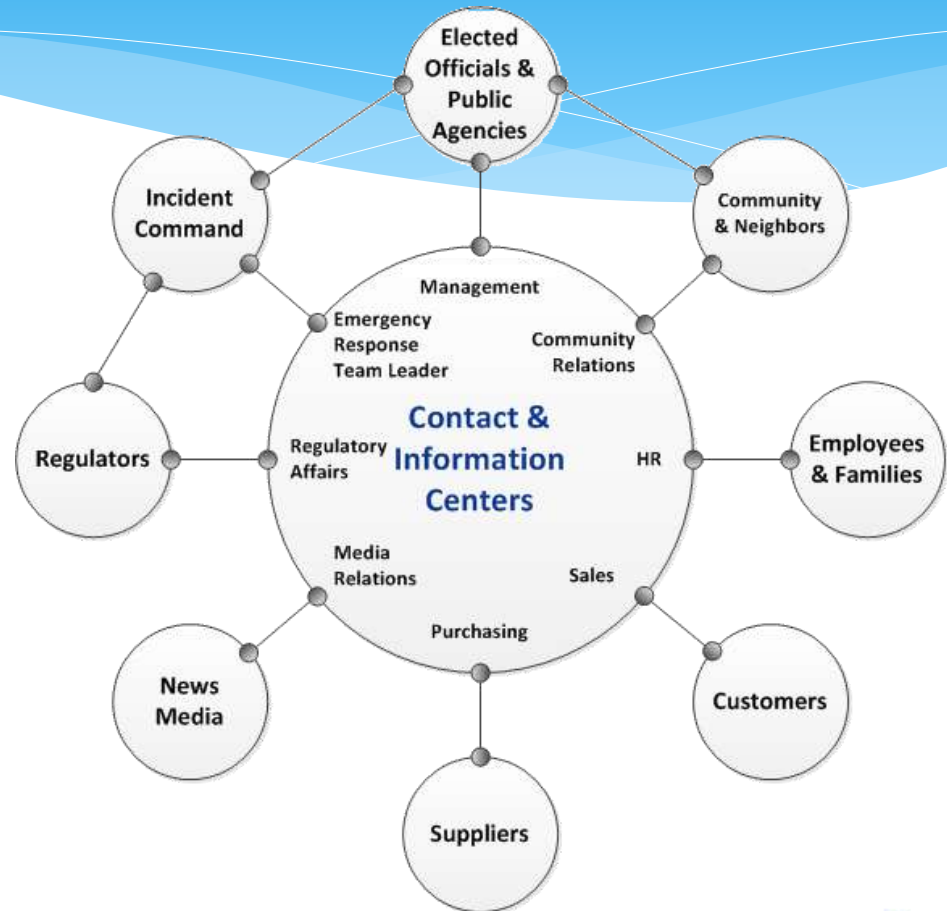 Elected
Officials &
Public
Agencies
Incident
Command
Community
& Neighbors
Management
Emergency
Response
Team Leader
Community
Relations
Contact &
Information
Centers
Regulators
Regulatory
Affairs
HR
Employees
& Families
Media
Relations
Sales
Purchasing
News
Media
Customers
Suppliers